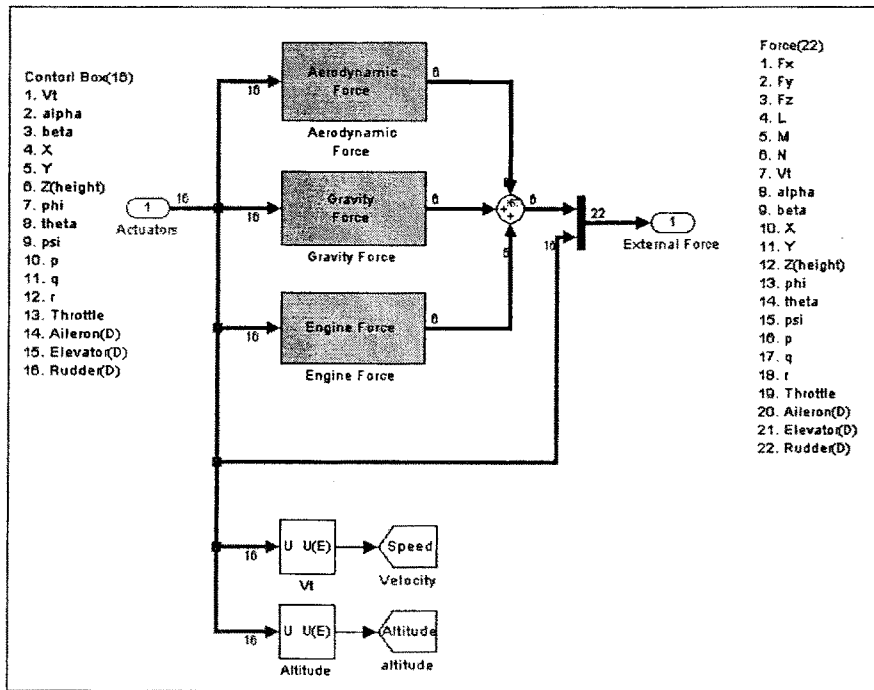 Contorl Box(16)
1. Vt
2. alpha
3. beta
4. X
5. Y
6. Z(height)
7. phi
8. theta
9. psi
10. p
11. q
12. r
13. Throttle
14. Aileron(D)
15. Elevator(D)
16. Rudder(D)
1
Actuators
16
16
Aerodynamic
Force
6
Aerodynamic
Force
16
Gravity
Force
6
Gravity Force
16
Engine Force
6
Engine Force
6
6
+
+
6
16
22
1
External Force
16
U U(E)
Vt
Speed
Velocity
16
U U(E)
Altitude
Altitude
altitude
Force(22)
1. Fx
2. Fy
3. Fz
4. L
5. M
6. N
7. Vt
8. alpha
9. beta
10. X
11. Y
12. Z(height)
13. phi
14. theta
15. psi
16. p
17. q
18. r
19. Throttle
20. Aileron(D)
21. Elevator(D)
22. Rudder(D)